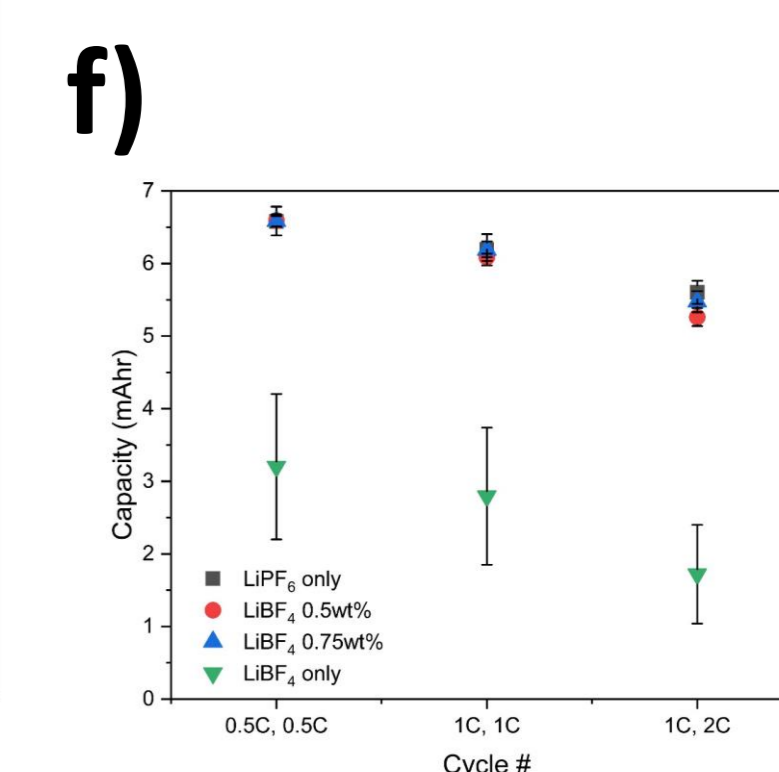 f)
7
6
5
4
3
2
1
0
Capacity (mAhr)
LiPF₆ only
LiBF₄ 0.5wt%
LiBF₄ 0.75wt%
LiBF₄ only
0.5C, 0.5C 1C, 1C 1C, 2C
Cycle #